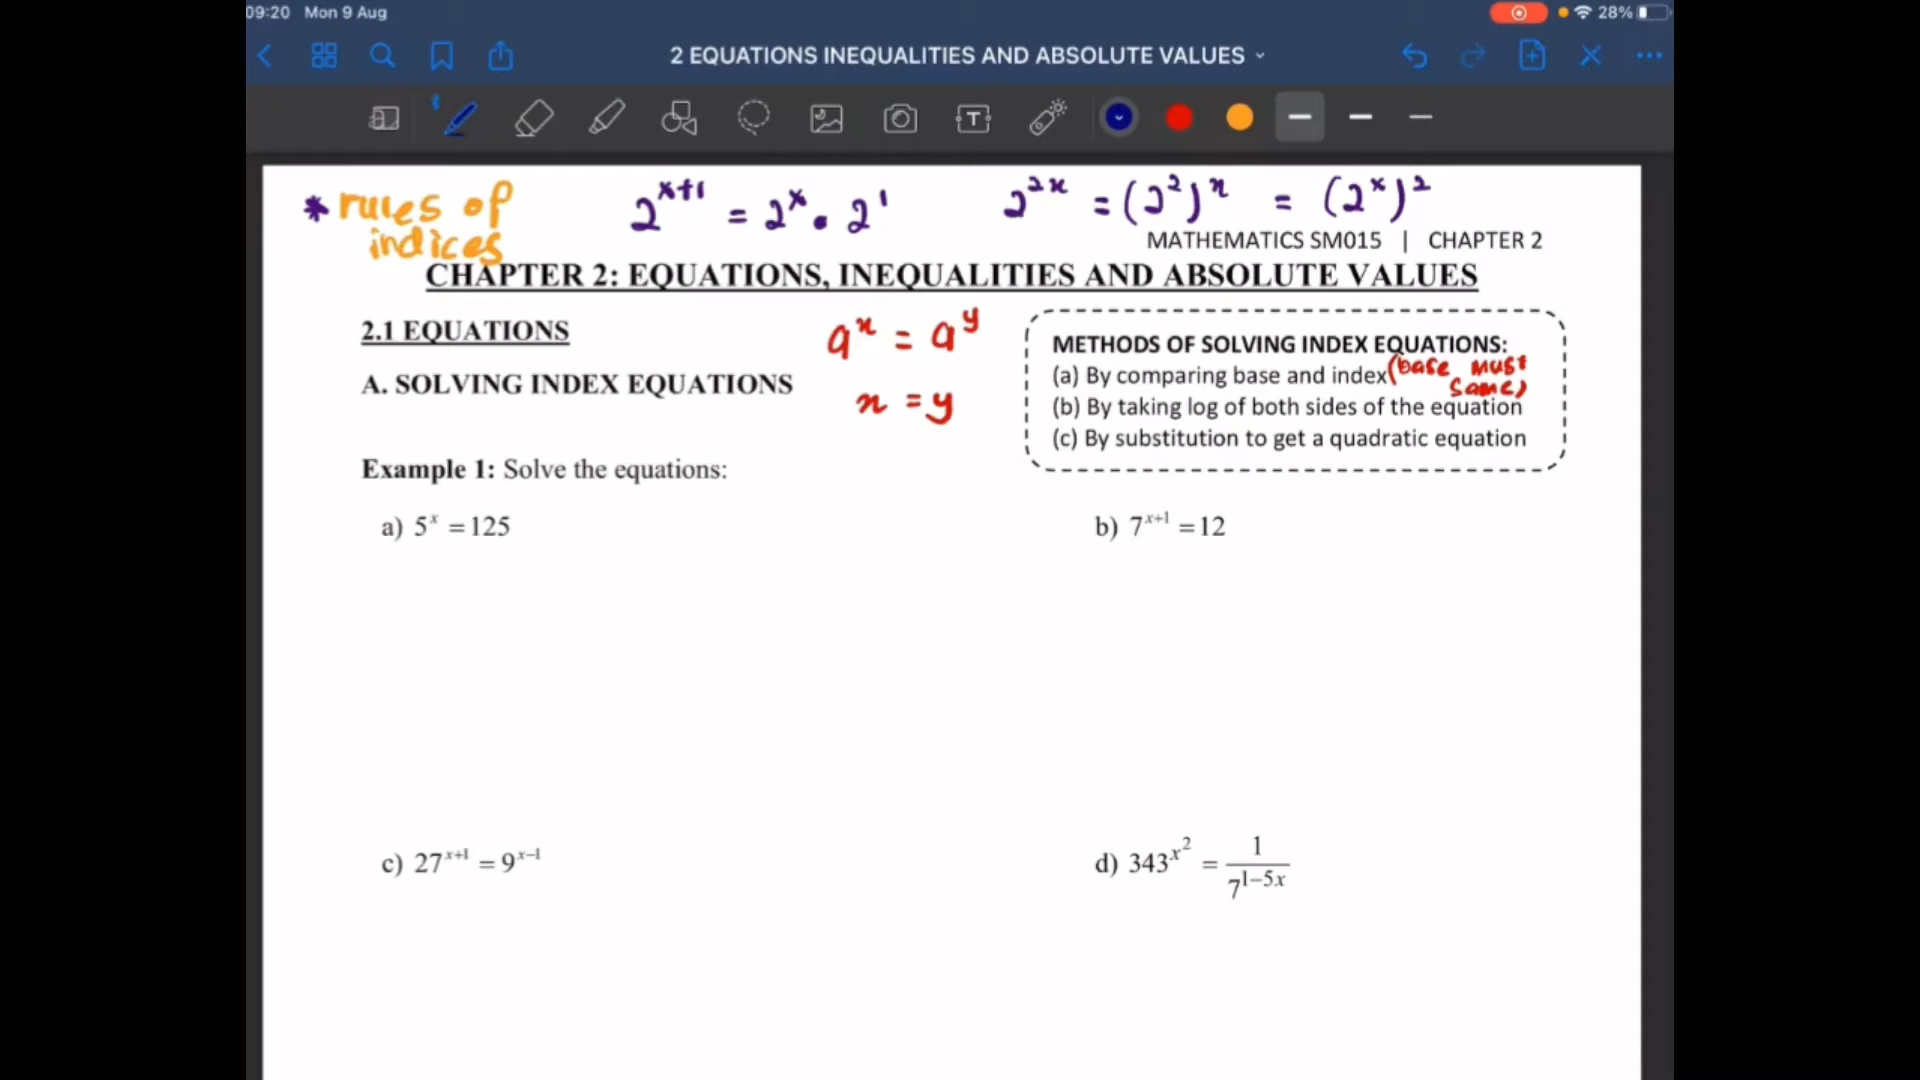 09:20 Mon 9 Aug
28%
2 EQUATIONS INEQUALITIES AND ABSOLUTE VALUES
T
* rules of indices
2^{x+1} = 2^x • 2^1
2^{2x} = (2^2)^x = (2^x)^2
MATHEMATICS SM015 | CHAPTER 2
CHAPTER 2: EQUATIONS, INEQUALITIES AND ABSOLUTE VALUES
2.1 EQUATIONS
a^x = a^y
x = y
A. SOLVING INDEX EQUATIONS
METHODS OF SOLVING INDEX EQUATIONS:
(a) By comparing base and index (base must same)
(b) By taking log of both sides of the equation
(c) By substitution to get a quadratic equation
Example 1: Solve the equations:
a) 5^x = 125
b) 7^{x+1} = 12
c) 27^{x+1} = 9^{x–1}
d) 343^{x^2} = 1/7^{1–5x}